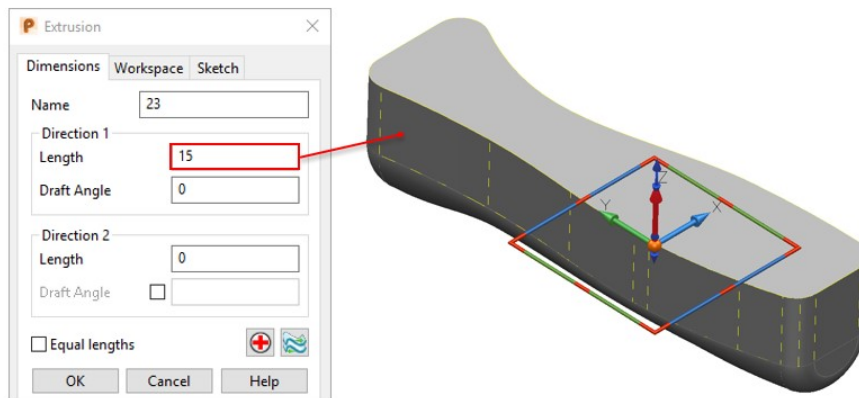 P Extrusion
Dimensions Workspace Sketch
Name 23
Direction 1
Length 15
Draft Angle 0
Direction 2
Length 0
Draft Angle
Equal lengths
OK Cancel Help
Z
Y X